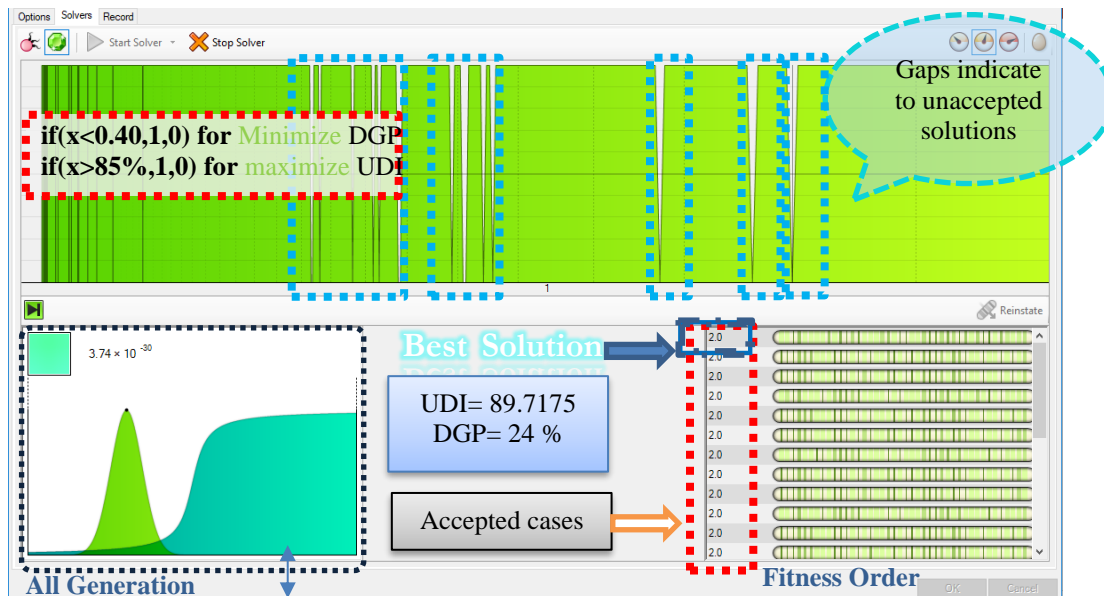 Options Solvers Record
Start Solver Stop Solver
Gaps indicate
to unaccepted
solutions
if(x<0.40,1,0) for Minimize DGP
if(x>85%,1,0) for maximize UDI
1
Reinstate
3.74 × 10 -30
Best Solution
UDI= 89.7175
DGP= 24 %
Accepted cases
2.0
2.0
2.0
2.0
2.0
2.0
2.0
2.0
2.0
2.0
2.0
2.0
All Generation
Fitness Order
OK Cancel